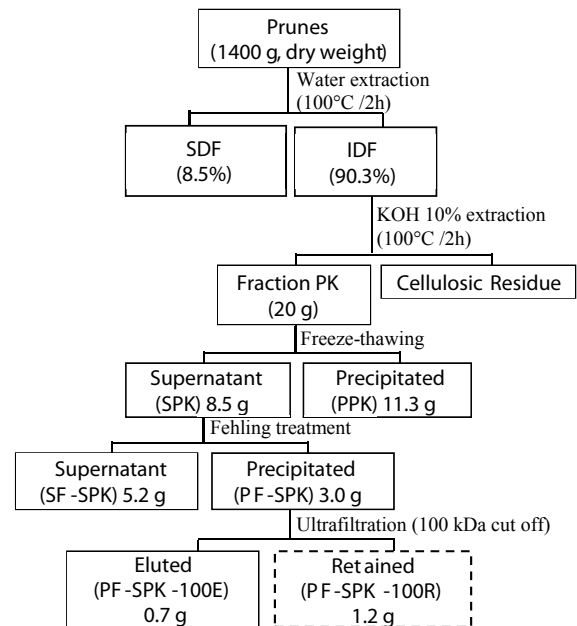 Prunes
(1400 g, dry weight)
Water extraction
(100°C /2h)
SDF
(8.5%)
IDF
(90.3%)
KOH 10% extraction
(100°C /2h)
Fraction PK
(20 g)
Cellulosic Residue
Freeze-thawing
Supernatant
(SPK) 8.5 g
Precipitated
(PPK) 11.3 g
Fehling treatment
Supernatant
(SF -SPK) 5.2 g
Precipitated
(PF-SPK) 3.0 g
Ultrafiltration (100 kDa cut off)
Eluted
(PF-SPK -100E)
0.7 g
Retained
(PF-SPK -100R)
1.2 g